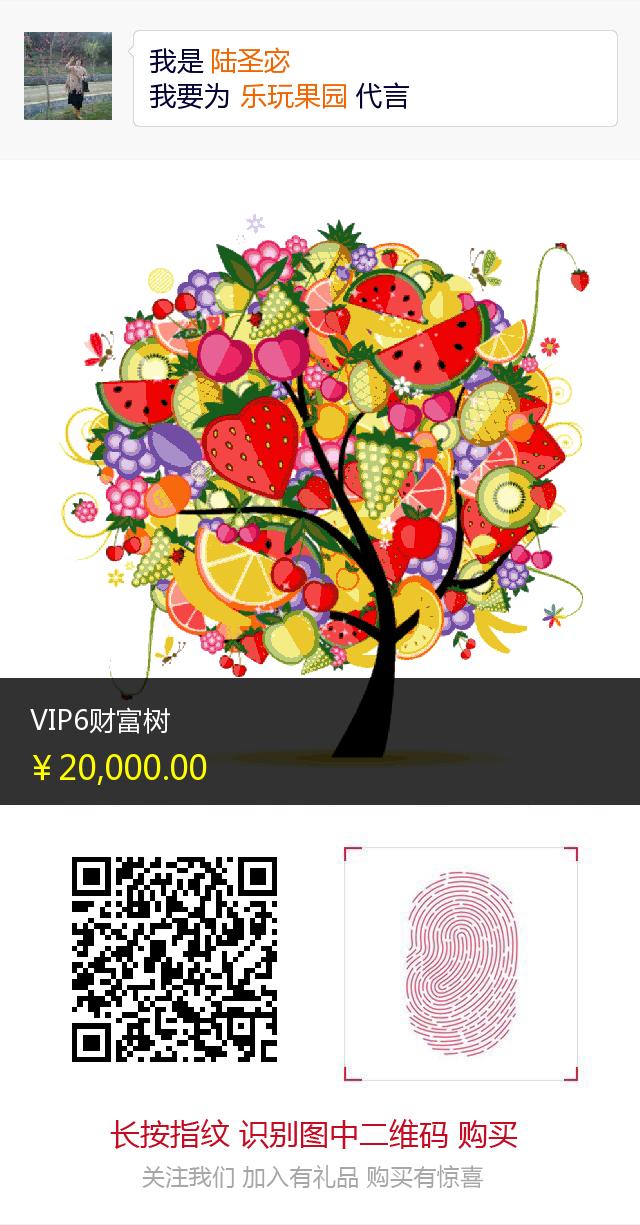 我是 陆圣宓
我要为 乐玩果园 代言
VIP6财富树
￥20,000.00
长按指纹 识别图中二维码 购买
关注我们 加入有礼品 购买有惊喜